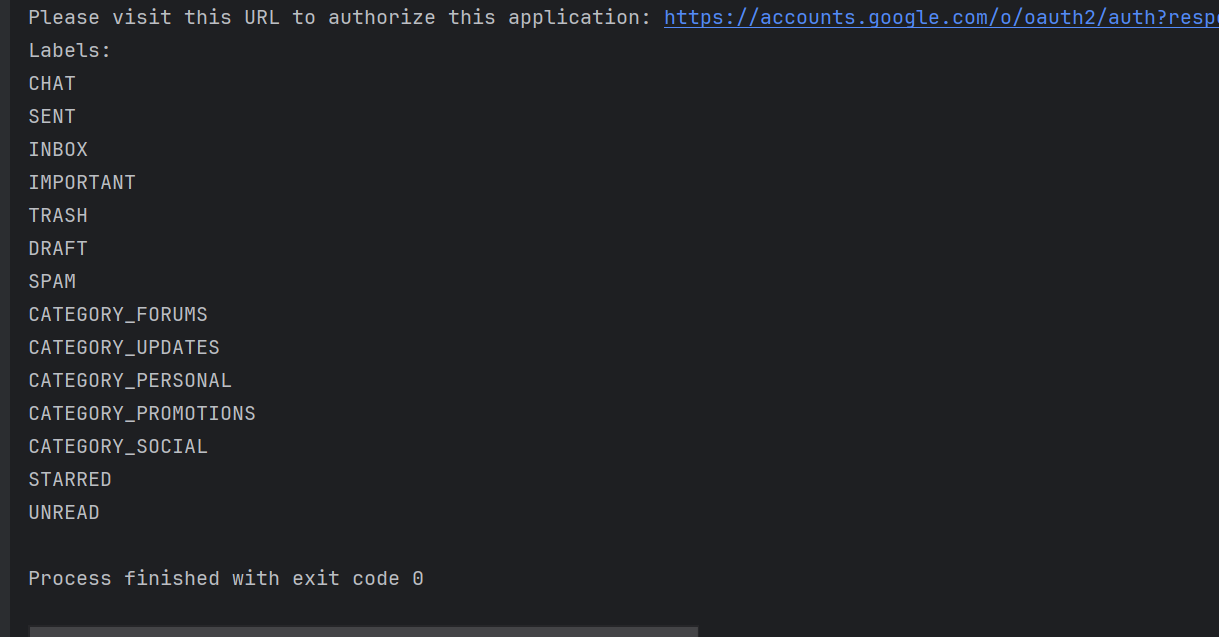 Please visit this URL to authorize this application: https://accounts.google.com/o/oauth2/auth?resp
Labels:
CHAT
SENT
INBOX
IMPORTANT
TRASH
DRAFT
SPAM
CATEGORY_FORUMS
CATEGORY_UPDATES
CATEGORY_PERSONAL
CATEGORY_PROMOTIONS
CATEGORY_SOCIAL
STARRED
UNREAD
Process finished with exit code 0